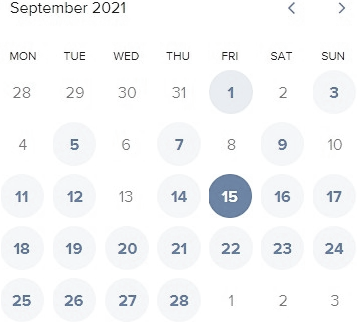 September 2021
MON TUE WED THU FRI SAT SUN
28 29 30 31 1 2 3
4 5 6 7 8 9 10
11 12 13 14 15 16 17
18 19 20 21 22 23 24
25 26 27 28 1 2 3